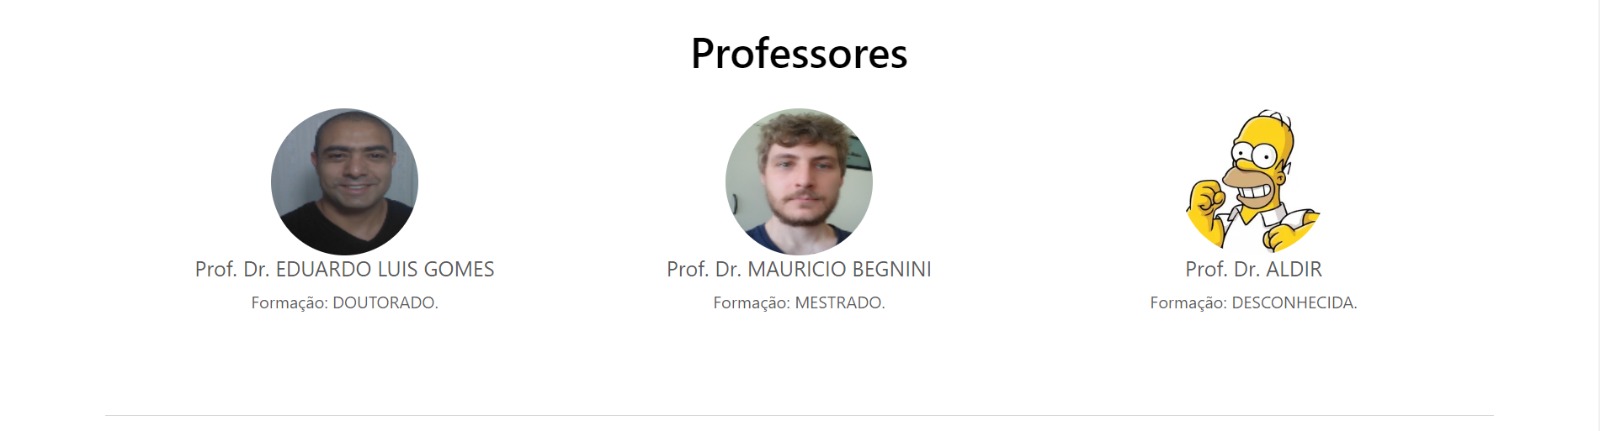 Professores
Prof. Dr. EDUARDO LUIS GOMES
Formação: DOUTORADO.
Prof. Dr. MAURICIO BEGNINI
Formação: MESTRADO.
Prof. Dr. ALDIR
Formação: DESCONHECIDA.